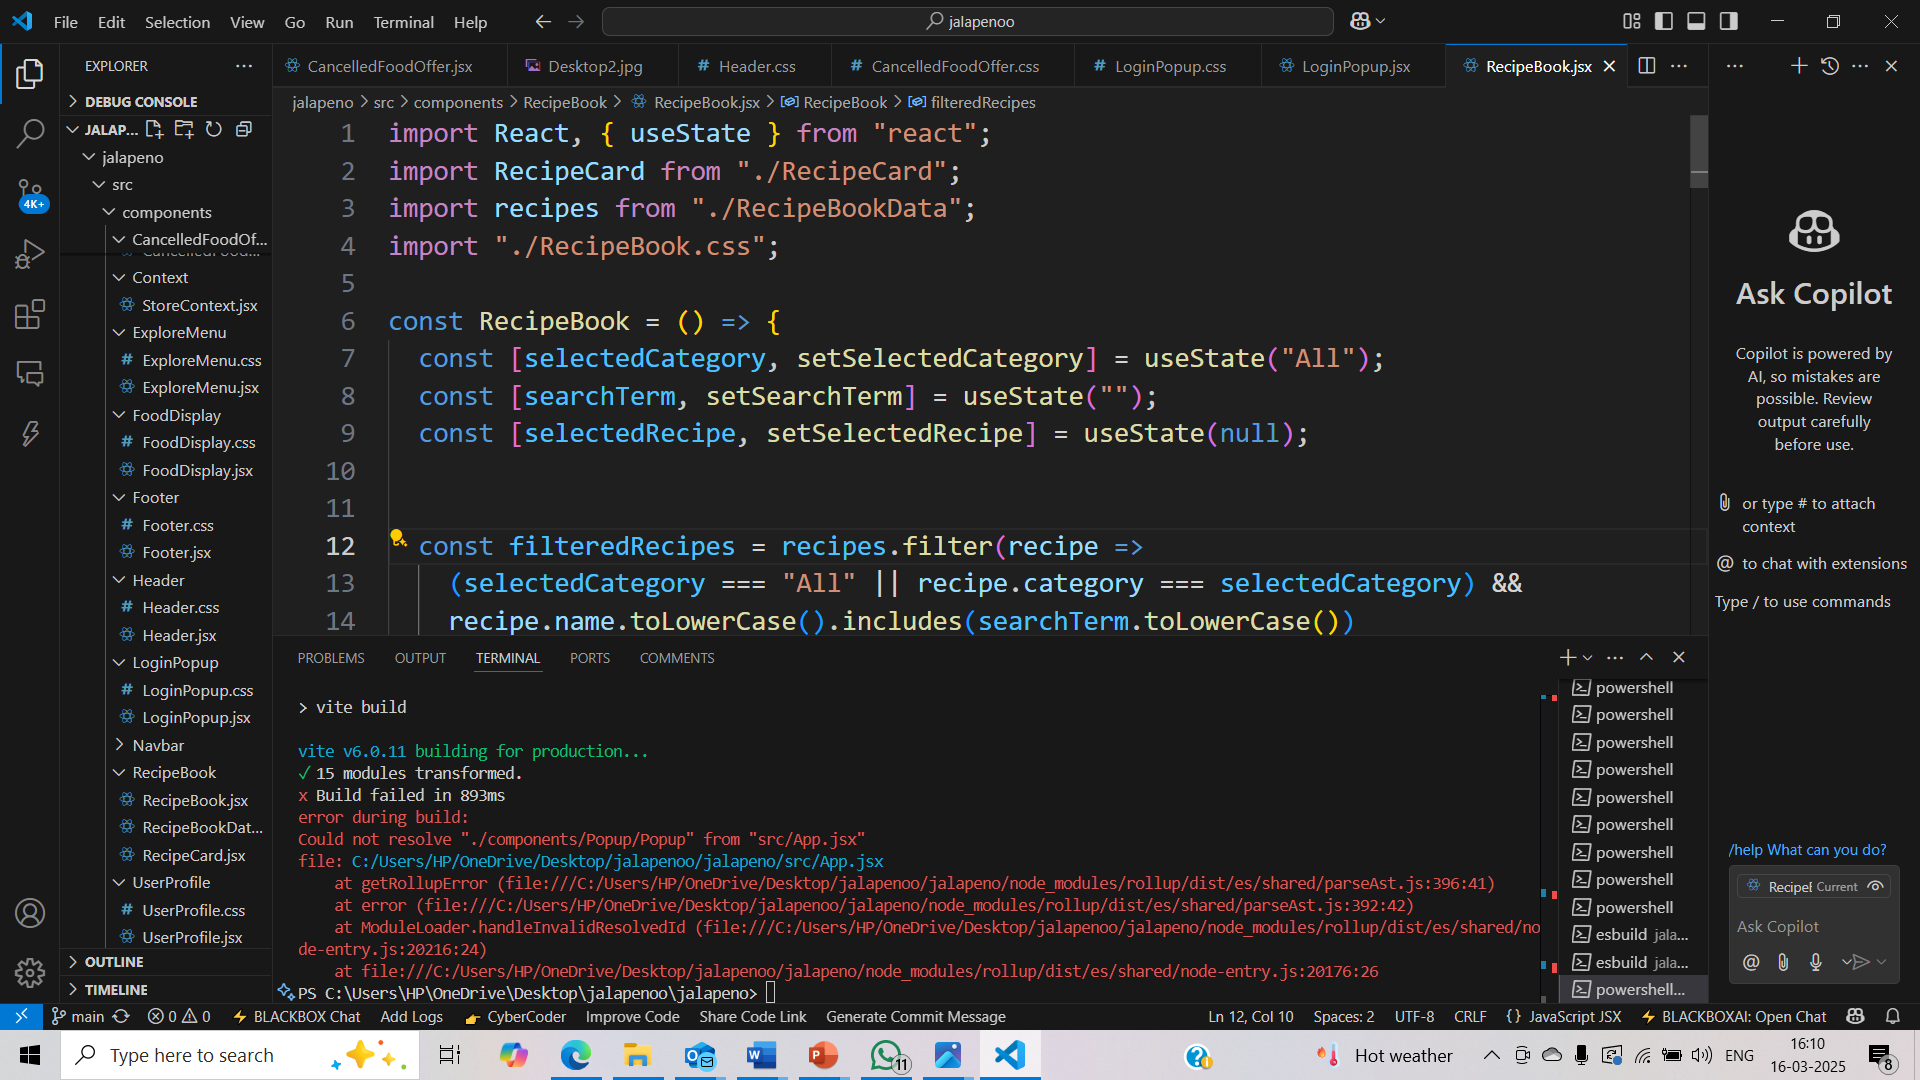 File Edit Selection View Go Run Terminal Help
jalapenoo
EXPLORER
DEBUG CONSOLE
JALAP...
jalapeno
src
components
CancelledFoodOf...
Context
StoreContext.jsx
ExploreMenu
ExploreMenu.css
ExploreMenu.jsx
FoodDisplay
FoodDisplay.css
FoodDisplay.jsx
Footer
Footer.css
Footer.jsx
Header
Header.css
Header.jsx
LoginPopup
LoginPopup.css
LoginPopup.jsx
Navbar
RecipeBook
RecipeBook.jsx
RecipeBookDat...
RecipeCard.jsx
UserProfile
UserProfile.css
UserProfile.jsx
OUTLINE
TIMELINE
4K+
CancelledFoodOffer.jsx Desktop2.jpg Header.css CancelledFoodOffer.css LoginPopup.css LoginPopup.jsx RecipeBook.jsx
jalapeno > src > components > RecipeBook > RecipeBook.jsx > RecipeBook > filteredRecipes
1 import React, { useState } from "react";
2 import RecipeCard from "./RecipeCard";
3 import recipes from "./RecipeBookData";
4 import "./RecipeBook.css";
5
6 const RecipeBook = () => {
7 const [selectedCategory, setSelectedCategory] = useState("All");
8 const [searchTerm, setSearchTerm] = useState("");
9 const [selectedRecipe, setSelectedRecipe] = useState(null);
10
11
12 const filteredRecipes = recipes.filter(recipe =>
13 (selectedCategory === "All" || recipe.category === selectedCategory) &&
14 recipe.name.toLowerCase().includes(searchTerm.toLowerCase())
PROBLEMS OUTPUT TERMINAL PORTS COMMENTS
> vite build
vite v6.0.11 building for production...
✓ 15 modules transformed.
x Build failed in 893ms
error during build:
Could not resolve "./components/Popup/Popup" from "src/App.jsx"
file: C:/Users/HP/OneDrive/Desktop/jalapenoo/jalapeno/src/App.jsx
at getRollupError (file:///C:/Users/HP/OneDrive/Desktop/jalapenoo/jalapeno/node_modules/rollup/dist/es/shared/parseAst.js:396:41)
at error (file:///C:/Users/HP/OneDrive/Desktop/jalapenoo/jalapeno/node_modules/rollup/dist/es/shared/parseAst.js:392:42)
at ModuleLoader.handleInvalidResolvedId (file:///C:/Users/HP/OneDrive/Desktop/jalapenoo/jalapeno/node_modules/rollup/dist/es/shared/no
de-entry.js:20216:24)
at file:///C:/Users/HP/OneDrive/Desktop/jalapenoo/jalapeno/node_modules/rollup/dist/es/shared/node-entry.js:20176:26
PS C:\Users\HP\OneDrive\Desktop\jalapenoo\jalapeno>
powershell
powershell
powershell
powershell
powershell
powershell
powershell
powershell
powershell
esbuild jala...
esbuild jala...
powershell...
Ask Copilot
Copilot is powered by
AI, so mistakes are
possible. Review
output carefully
before use.
or type # to attach
context
@ to chat with extensions
Type / to use commands
/help What can you do?
Recipe Current
Ask Copilot
main 0 0 BLACKBOX Chat Add Logs CyberCoder Improve Code Share Code Link Generate Commit Message Ln 12, Col 10 Spaces: 2 UTF-8 CRLF {} JavaScript JSX BLACKBOXAI: Open Chat
Type here to search
11
Hot weather
ENG
16:10
16-03-2025
8